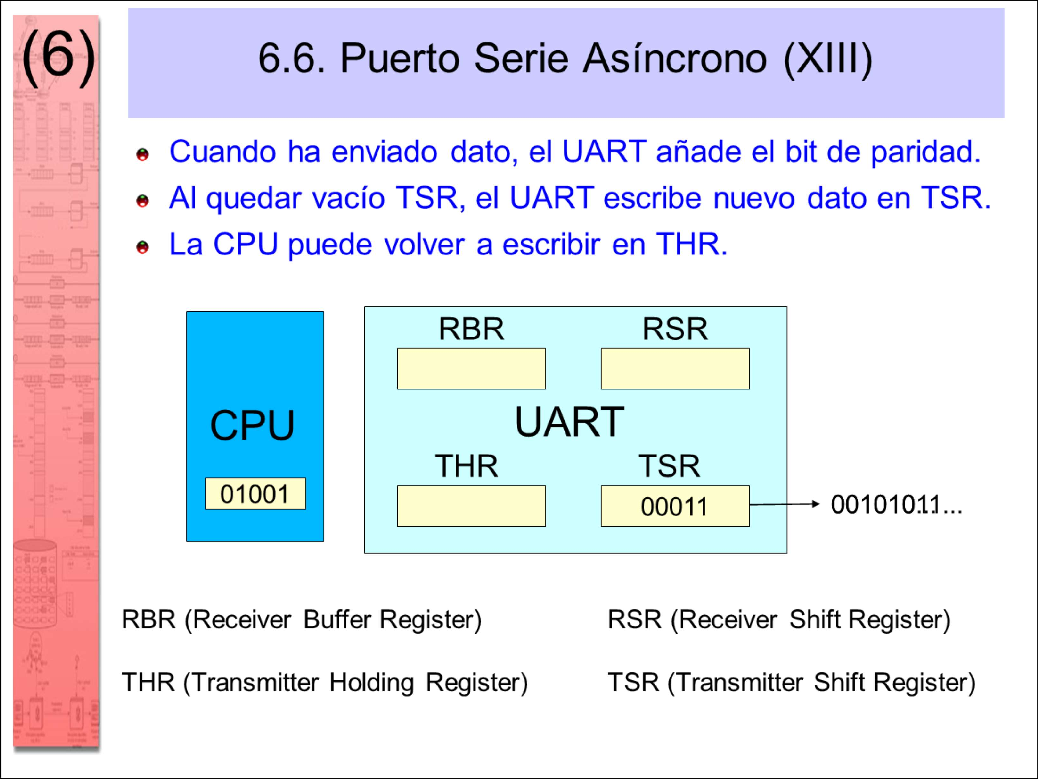 (6)
6.6. Puerto Serie Asíncrono (XIII)
Cuando ha enviado dato, el UART añade el bit de paridad.
Al quedar vacío TSR, el UART escribe nuevo dato en TSR.
La CPU puede volver a escribir en THR.
RBR RSR
CPU
UART
THR TSR
01001
00011
RBR (Receiver Buffer Register) RSR (Receiver Shift Register)
THR (Transmitter Holding Register) TSR (Transmitter Shift Register)